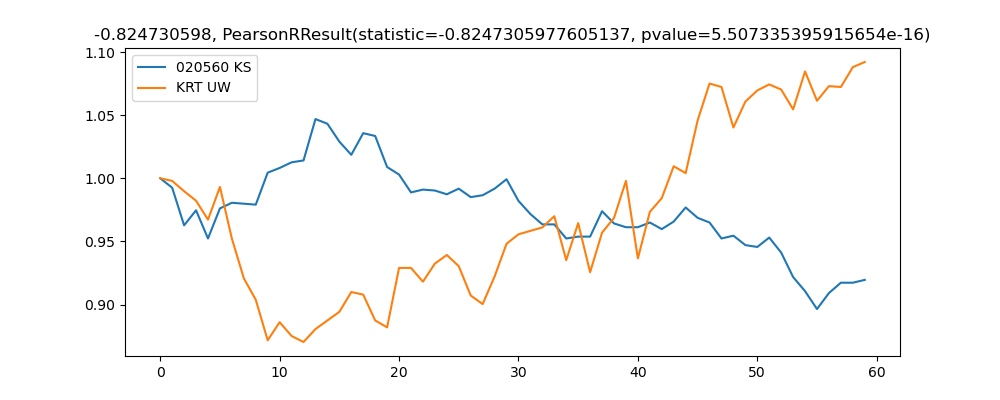 -0.824730598, PearsonRResult(statistic=-0.8247305977605137, pvalue=5.507335395915654e-16)
020560 KS
KRT UW
1.10
1.05
1.00
0.95
0.90
0 10 20 30 40 50 60